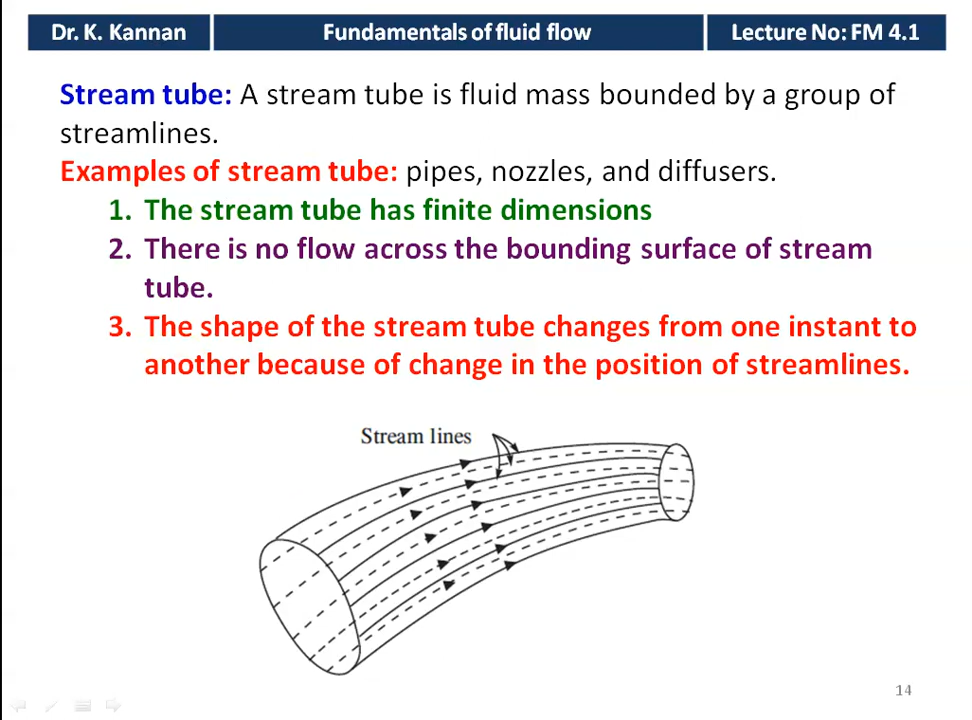 Dr. K. Kannan
Fundamentals of fluid flow
Lecture No: FM 4.1
Stream tube: A stream tube is fluid mass bounded by a group of
streamlines.
Examples of stream tube: pipes, nozzles, and diffusers.
1. The stream tube has finite dimensions
2. There is no flow across the bounding surface of stream
tube.
3. The shape of the stream tube changes from one instant to
another because of change in the position of streamlines.
Stream lines
14